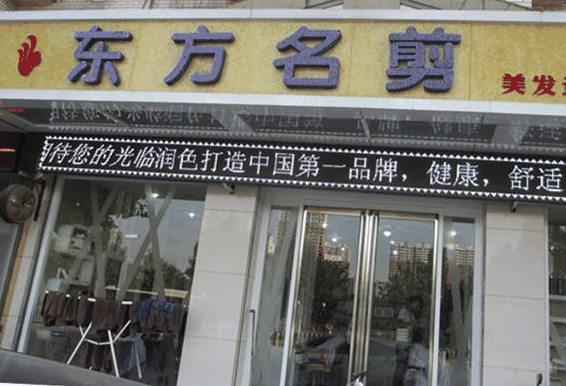 东方名剪
美发
待您的光临润色打造中国第一品牌，健康，舒适